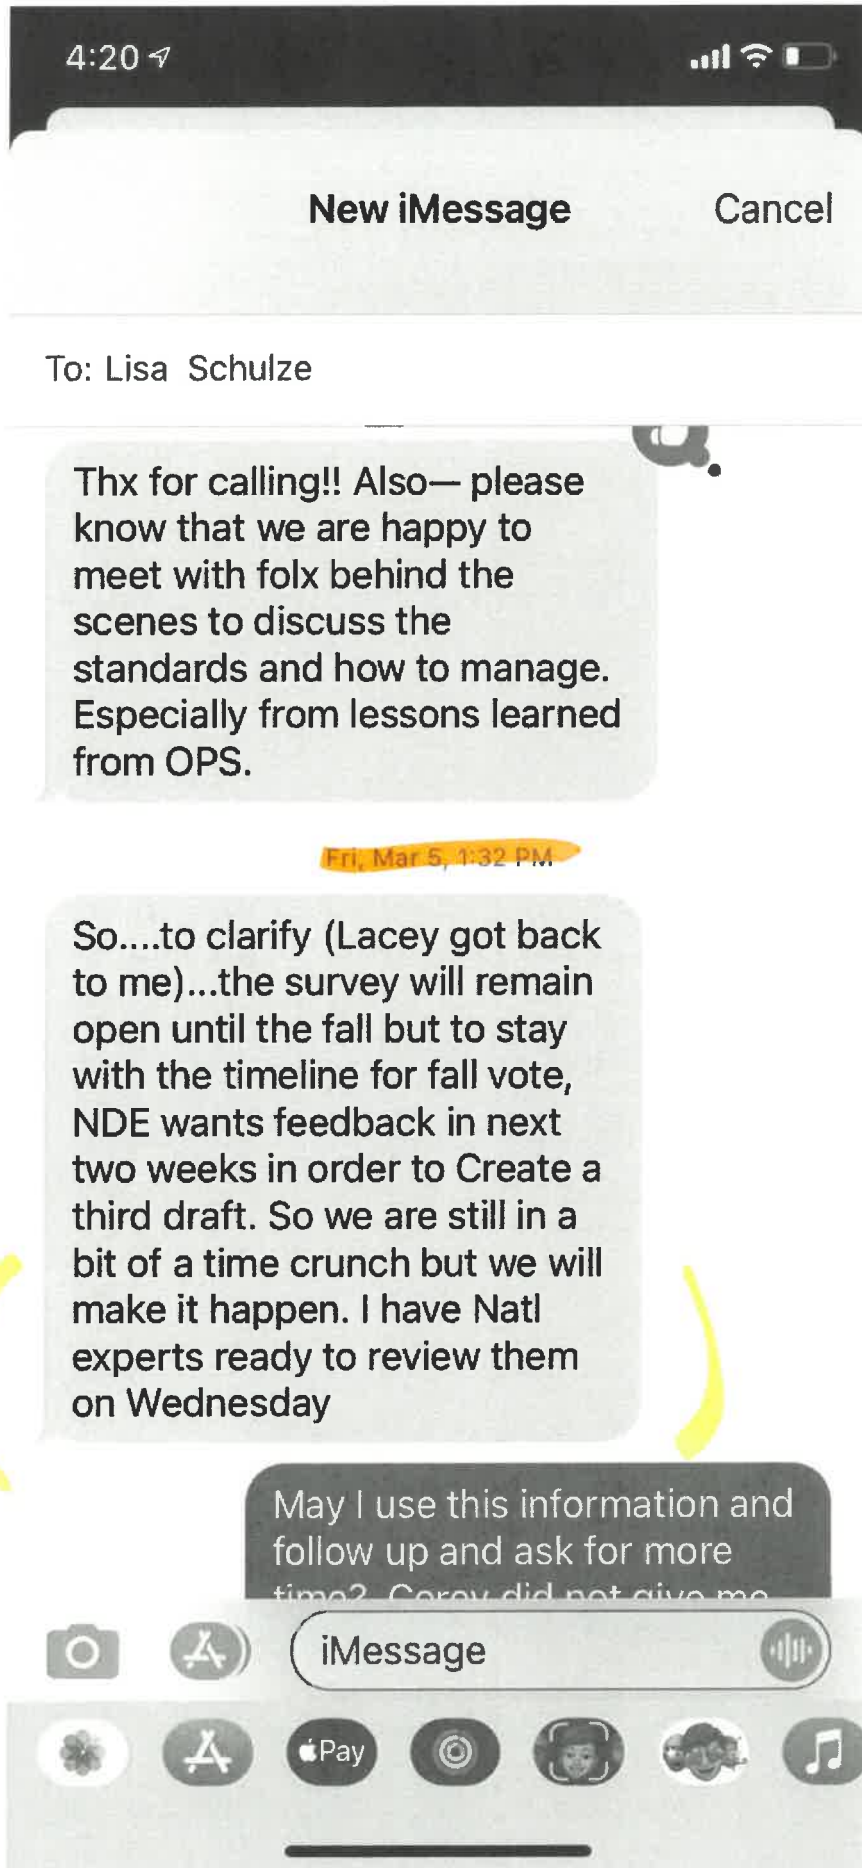 4:20
New iMessage
Cancel
To: Lisa Schulze
Thx for calling!! Also— please
know that we are happy to
meet with folx behind the
scenes to discuss the
standards and how to manage.
Especially from lessons learned
from OPS.
Fri, Mar 5, 1:32 PM
So....to clarify (Lacey got back
to me)...the survey will remain
open until the fall but to stay
with the timeline for fall vote,
NDE wants feedback in next
two weeks in order to Create a
third draft. So we are still in a
bit of a time crunch but we will
make it happen. I have Natl
experts ready to review them
on Wednesday
May I use this information and
follow up and ask for more
time? Corey did not give me
iMessage
Pay